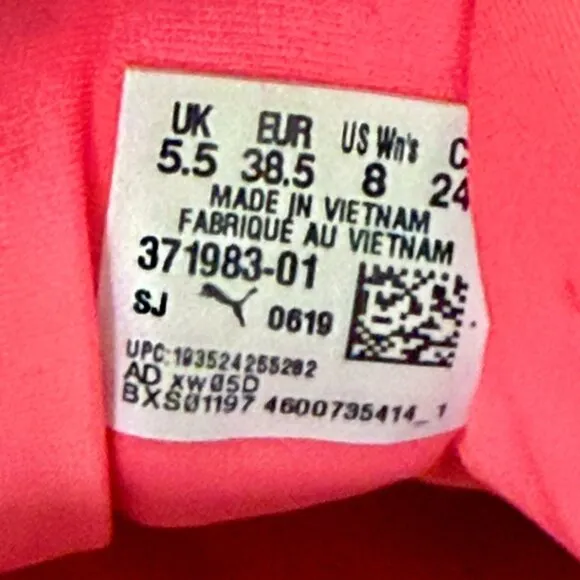 UK EUR US Wn's C
5.5 38.5 8 24
MADE IN VIETNAM
FABRIQUÉ AU VIETNAM
371983-01
SJ 0619
UPC:193524255282
AD XW05D
BXS01197 4600735414_1